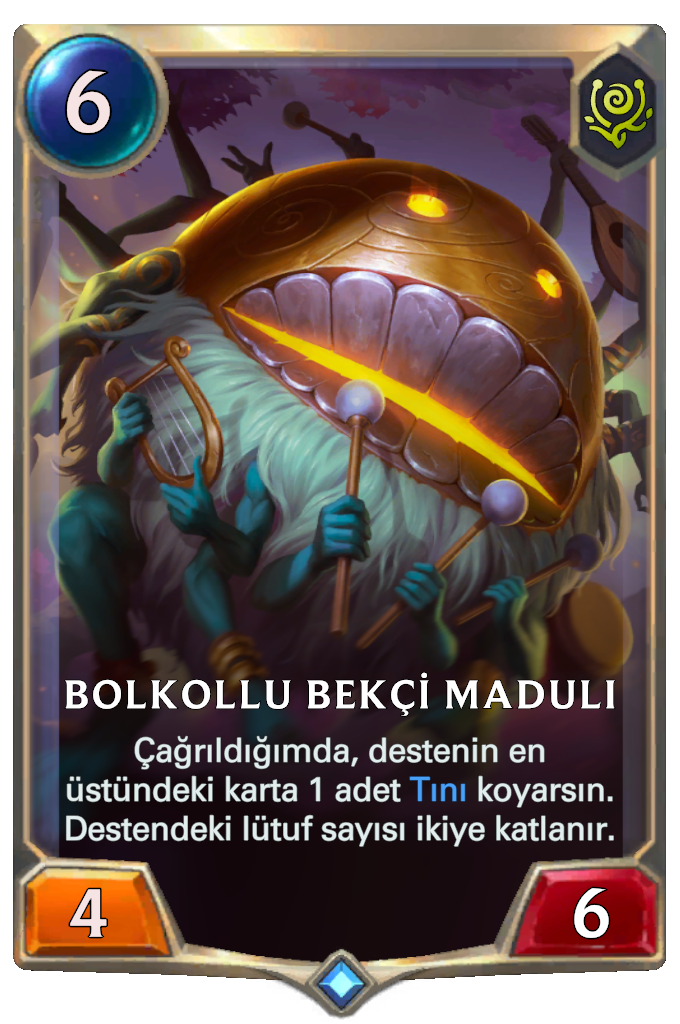 6
BOLKOLLU BEKÇİ MADULI
Çağrıldığımda, destenin en
üstündeki karta 1 adet Tını koyarsın.
Destendeki lütuf sayısı ikiye katlanır.
4
6